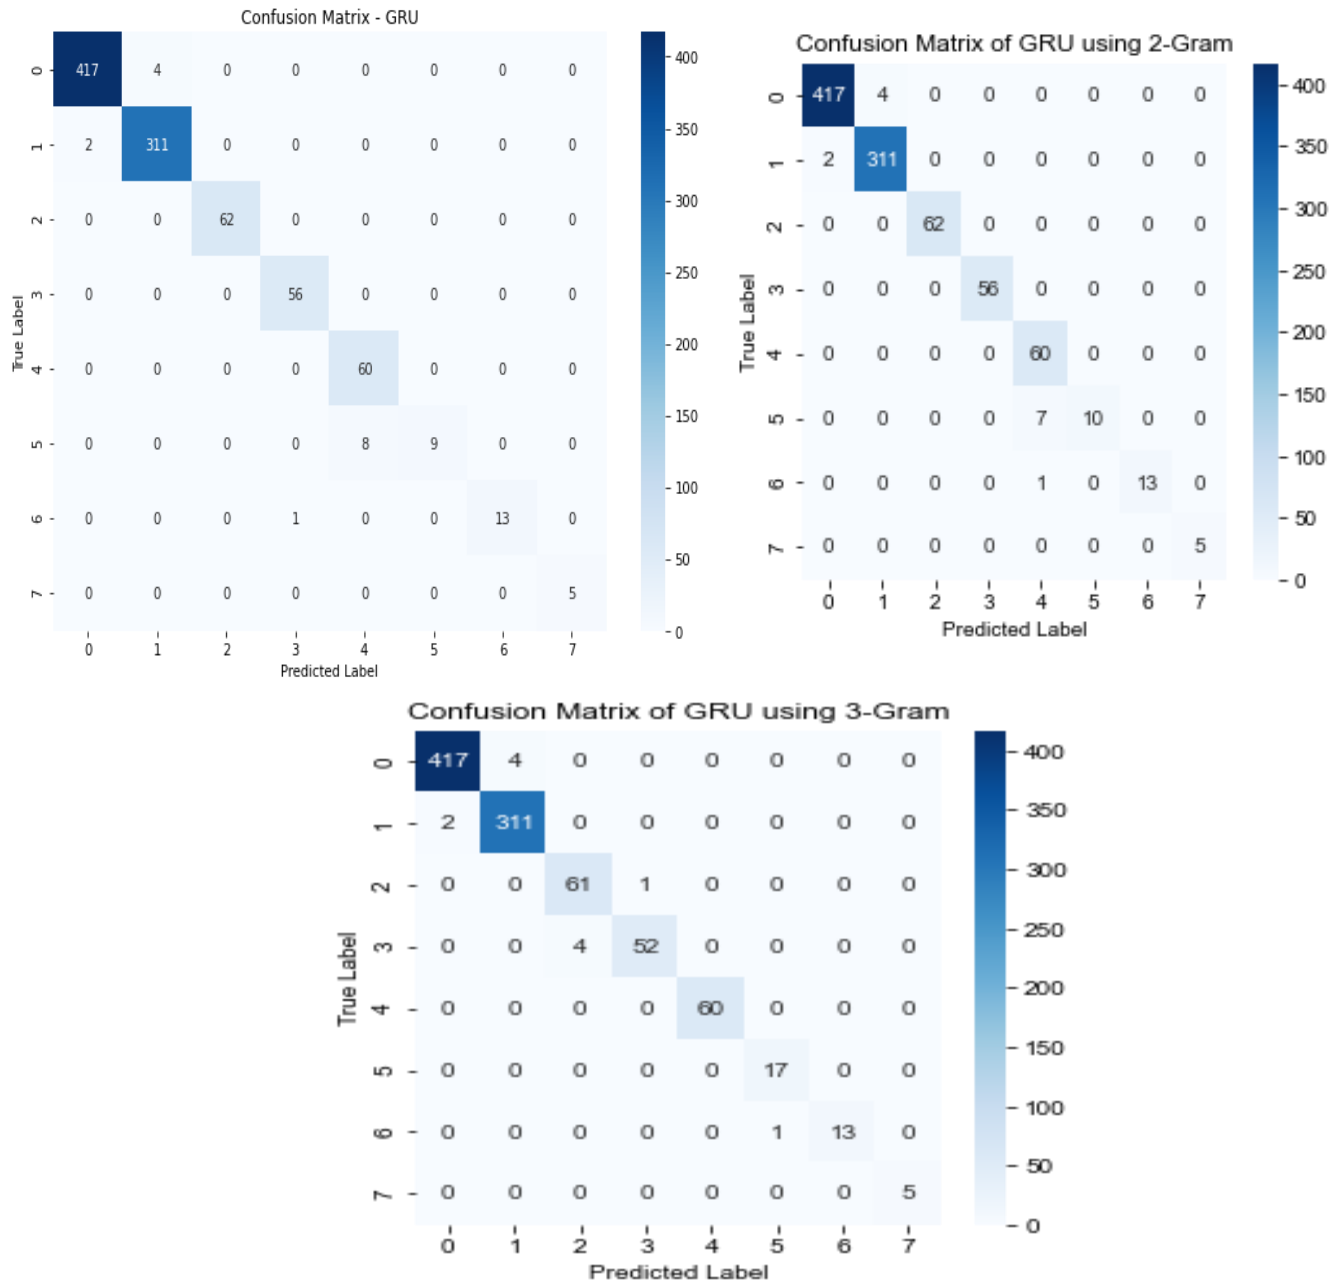 Confusion Matrix - GRU
0 417 4 0 0 0 0 0 0
1 2 311 0 0 0 0 0 0
2 0 0 62 0 0 0 0 0
3 0 0 0 56 0 0 0 0
4 0 0 0 0 60 0 0 0
5 0 0 0 0 8 9 0 0
6 0 0 0 1 0 0 13 0
7 0 0 0 0 0 0 0 5
0 1 2 3 4 5 6 7
True Label
Predicted Label
400
350
300
250
200
150
100
50
0
Confusion Matrix of GRU using 2-Gram
0 417 4 0 0 0 0 0 0
1 2 311 0 0 0 0 0 0
2 0 0 62 0 0 0 0 0
3 0 0 0 56 0 0 0 0
4 0 0 0 0 60 0 0 0
5 0 0 0 0 7 10 0 0
6 0 0 0 0 1 0 13 0
7 0 0 0 0 0 0 0 5
0 1 2 3 4 5 6 7
True Label
Predicted Label
400
350
300
250
200
150
100
50
0
Confusion Matrix of GRU using 3-Gram
0 417 4 0 0 0 0 0 0
1 2 311 0 0 0 0 0 0
2 0 0 61 1 0 0 0 0
3 0 0 4 52 0 0 0 0
4 0 0 0 0 60 0 0 0
5 0 0 0 0 0 17 0 0
6 0 0 0 0 0 1 13 0
7 0 0 0 0 0 0 0 5
0 1 2 3 4 5 6 7
True Label
Predicted Label
400
350
300
250
200
150
100
50
0